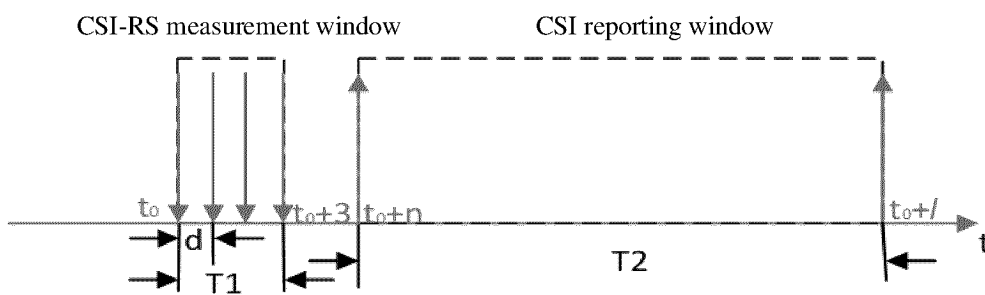 CSI-RS measurement window
CSI reporting window
t₀
t₀+3
t₀+n
t₀+l
d
T1
T2
t